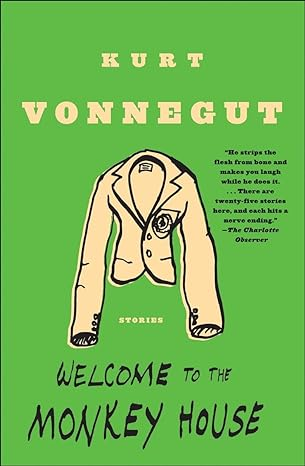 KURT
VONNEGUT
"He strips the
flesh from bone and
makes you laugh
while he does it.
. . . There are
twenty-five stories
here, and each hits a
nerve ending."
—The Charlotte
Observer
STORIES
WELCOME TO THE
MONKEY HOUSE